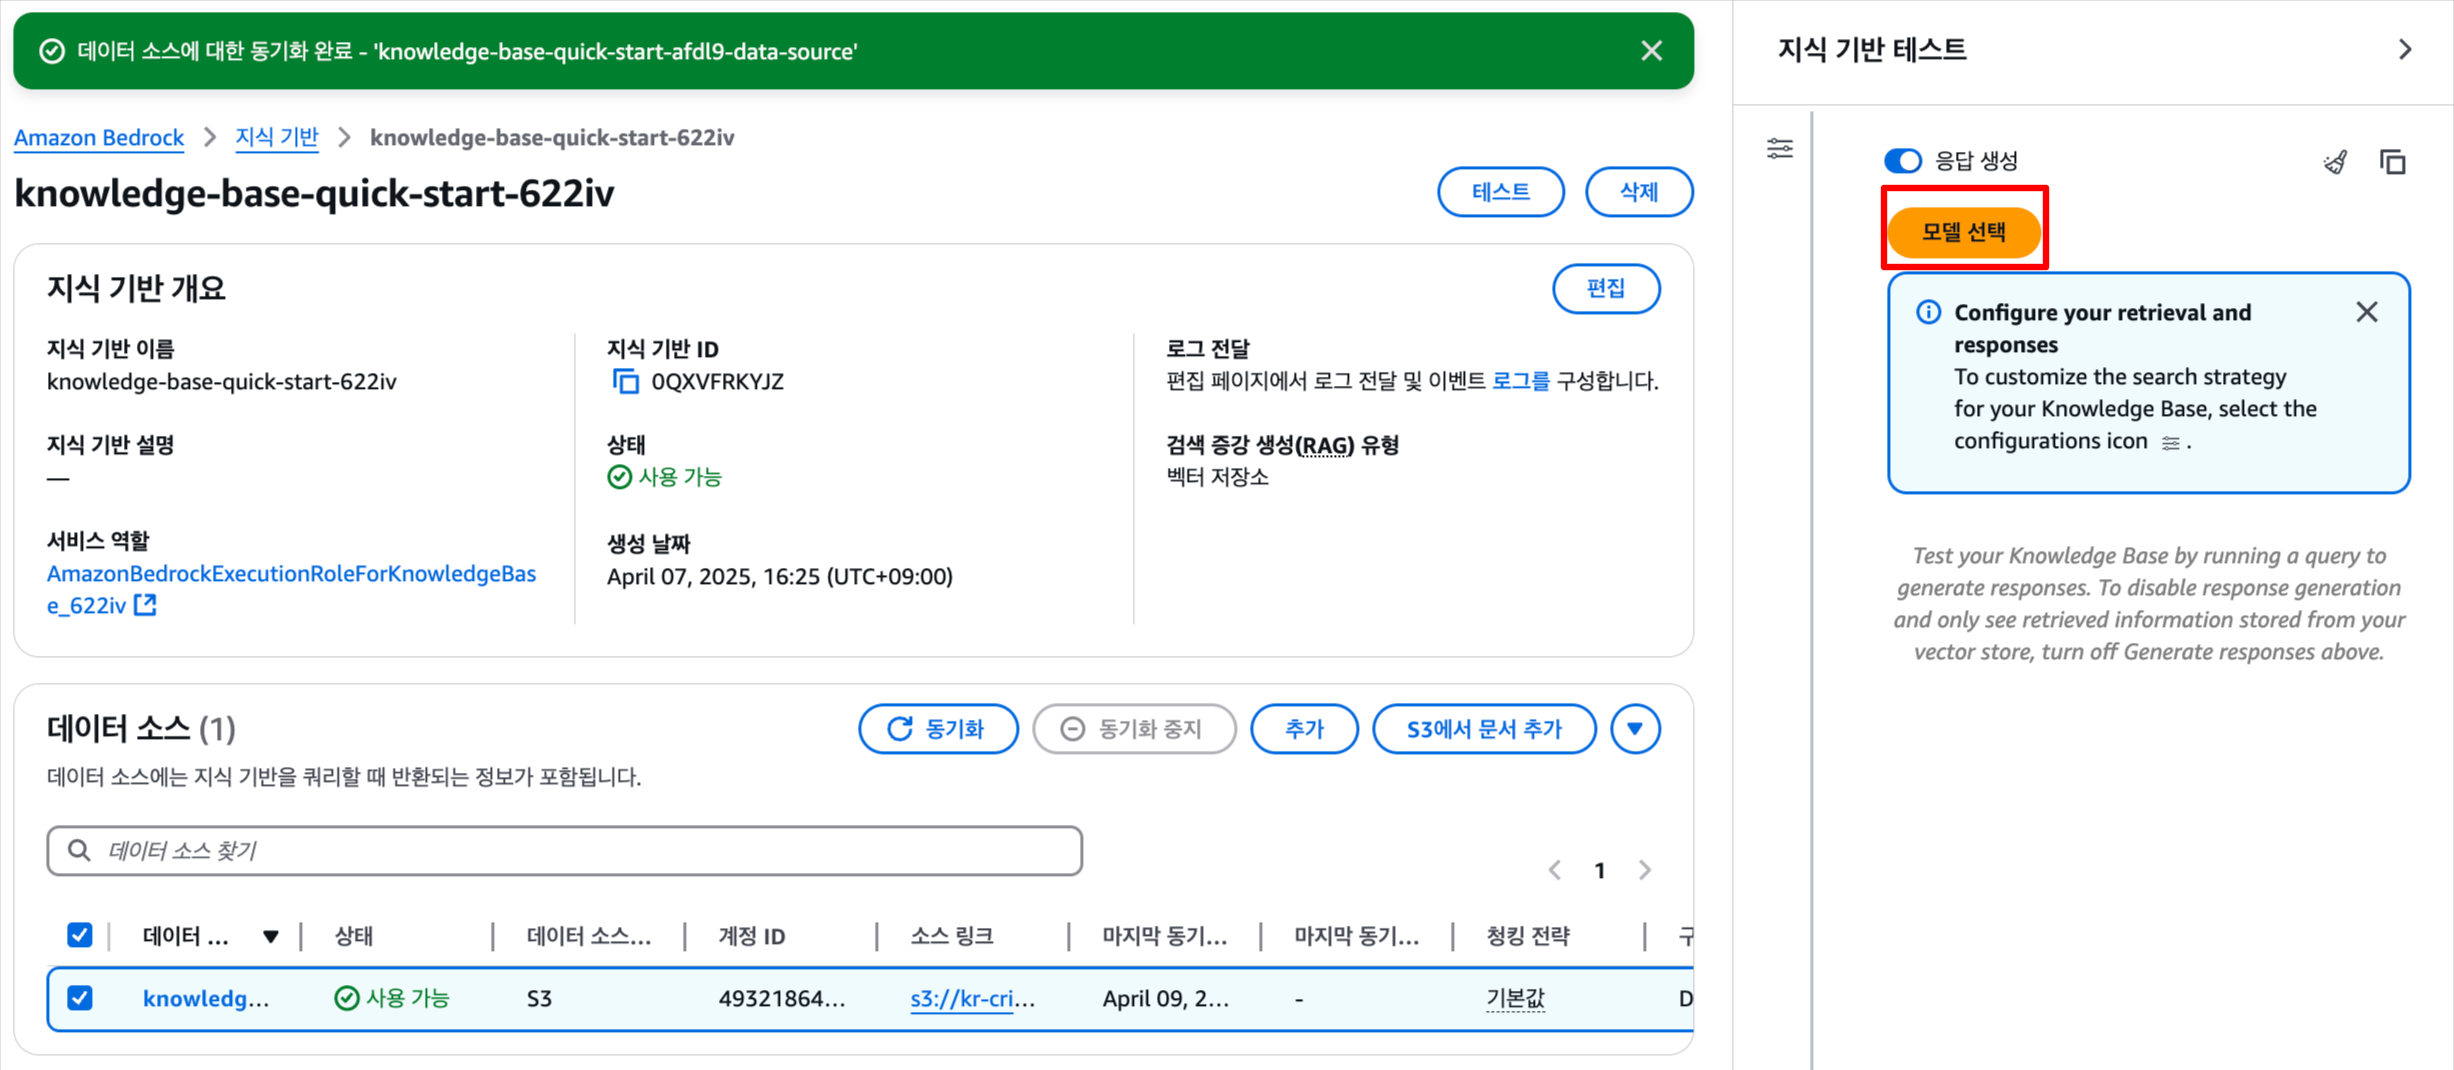 데이터 소스에 대한 동기화 완료 - 'knowledge-base-quick-start-afdl9-data-source'
Amazon Bedrock
지식 기반
knowledge-base-quick-start-622iv
knowledge-base-quick-start-622iv
테스트
삭제
지식 기반 개요
편집
지식 기반 이름
knowledge-base-quick-start-622iv
지식 기반 설명
—
서비스 역할
AmazonBedrockExecutionRoleForKnowledgeBas
e_622iv
지식 기반 ID
0QXVFRKYJZ
상태
사용 가능
생성 날짜
April 07, 2025, 16:25 (UTC+09:00)
로그 전달
편집 페이지에서 로그 전달 및 이벤트 로그를 구성합니다.
검색 증강 생성(RAG) 유형
벡터 저장소
데이터 소스 (1)
동기화
동기화 중지
추가
S3에서 문서 추가
데이터 소스에는 지식 기반을 쿼리할 때 반환되는 정보가 포함됩니다.
데이터 소스 찾기
1
데이터 ...
상태
데이터 소스...
계정 ID
소스 링크
마지막 동기...
마지막 동기...
청킹 전략
구
knowledg...
사용 가능
S3
49321864...
s3://kr-cri...
April 09, 2...
-
기본값
D
지식 기반 테스트
응답 생성
모델 선택
Configure your retrieval and
responses
To customize the search strategy
for your Knowledge Base, select the
configurations icon .
Test your Knowledge Base by running a query to
generate responses. To disable response generation
and only see retrieved information stored from your
vector store, turn off Generate responses above.